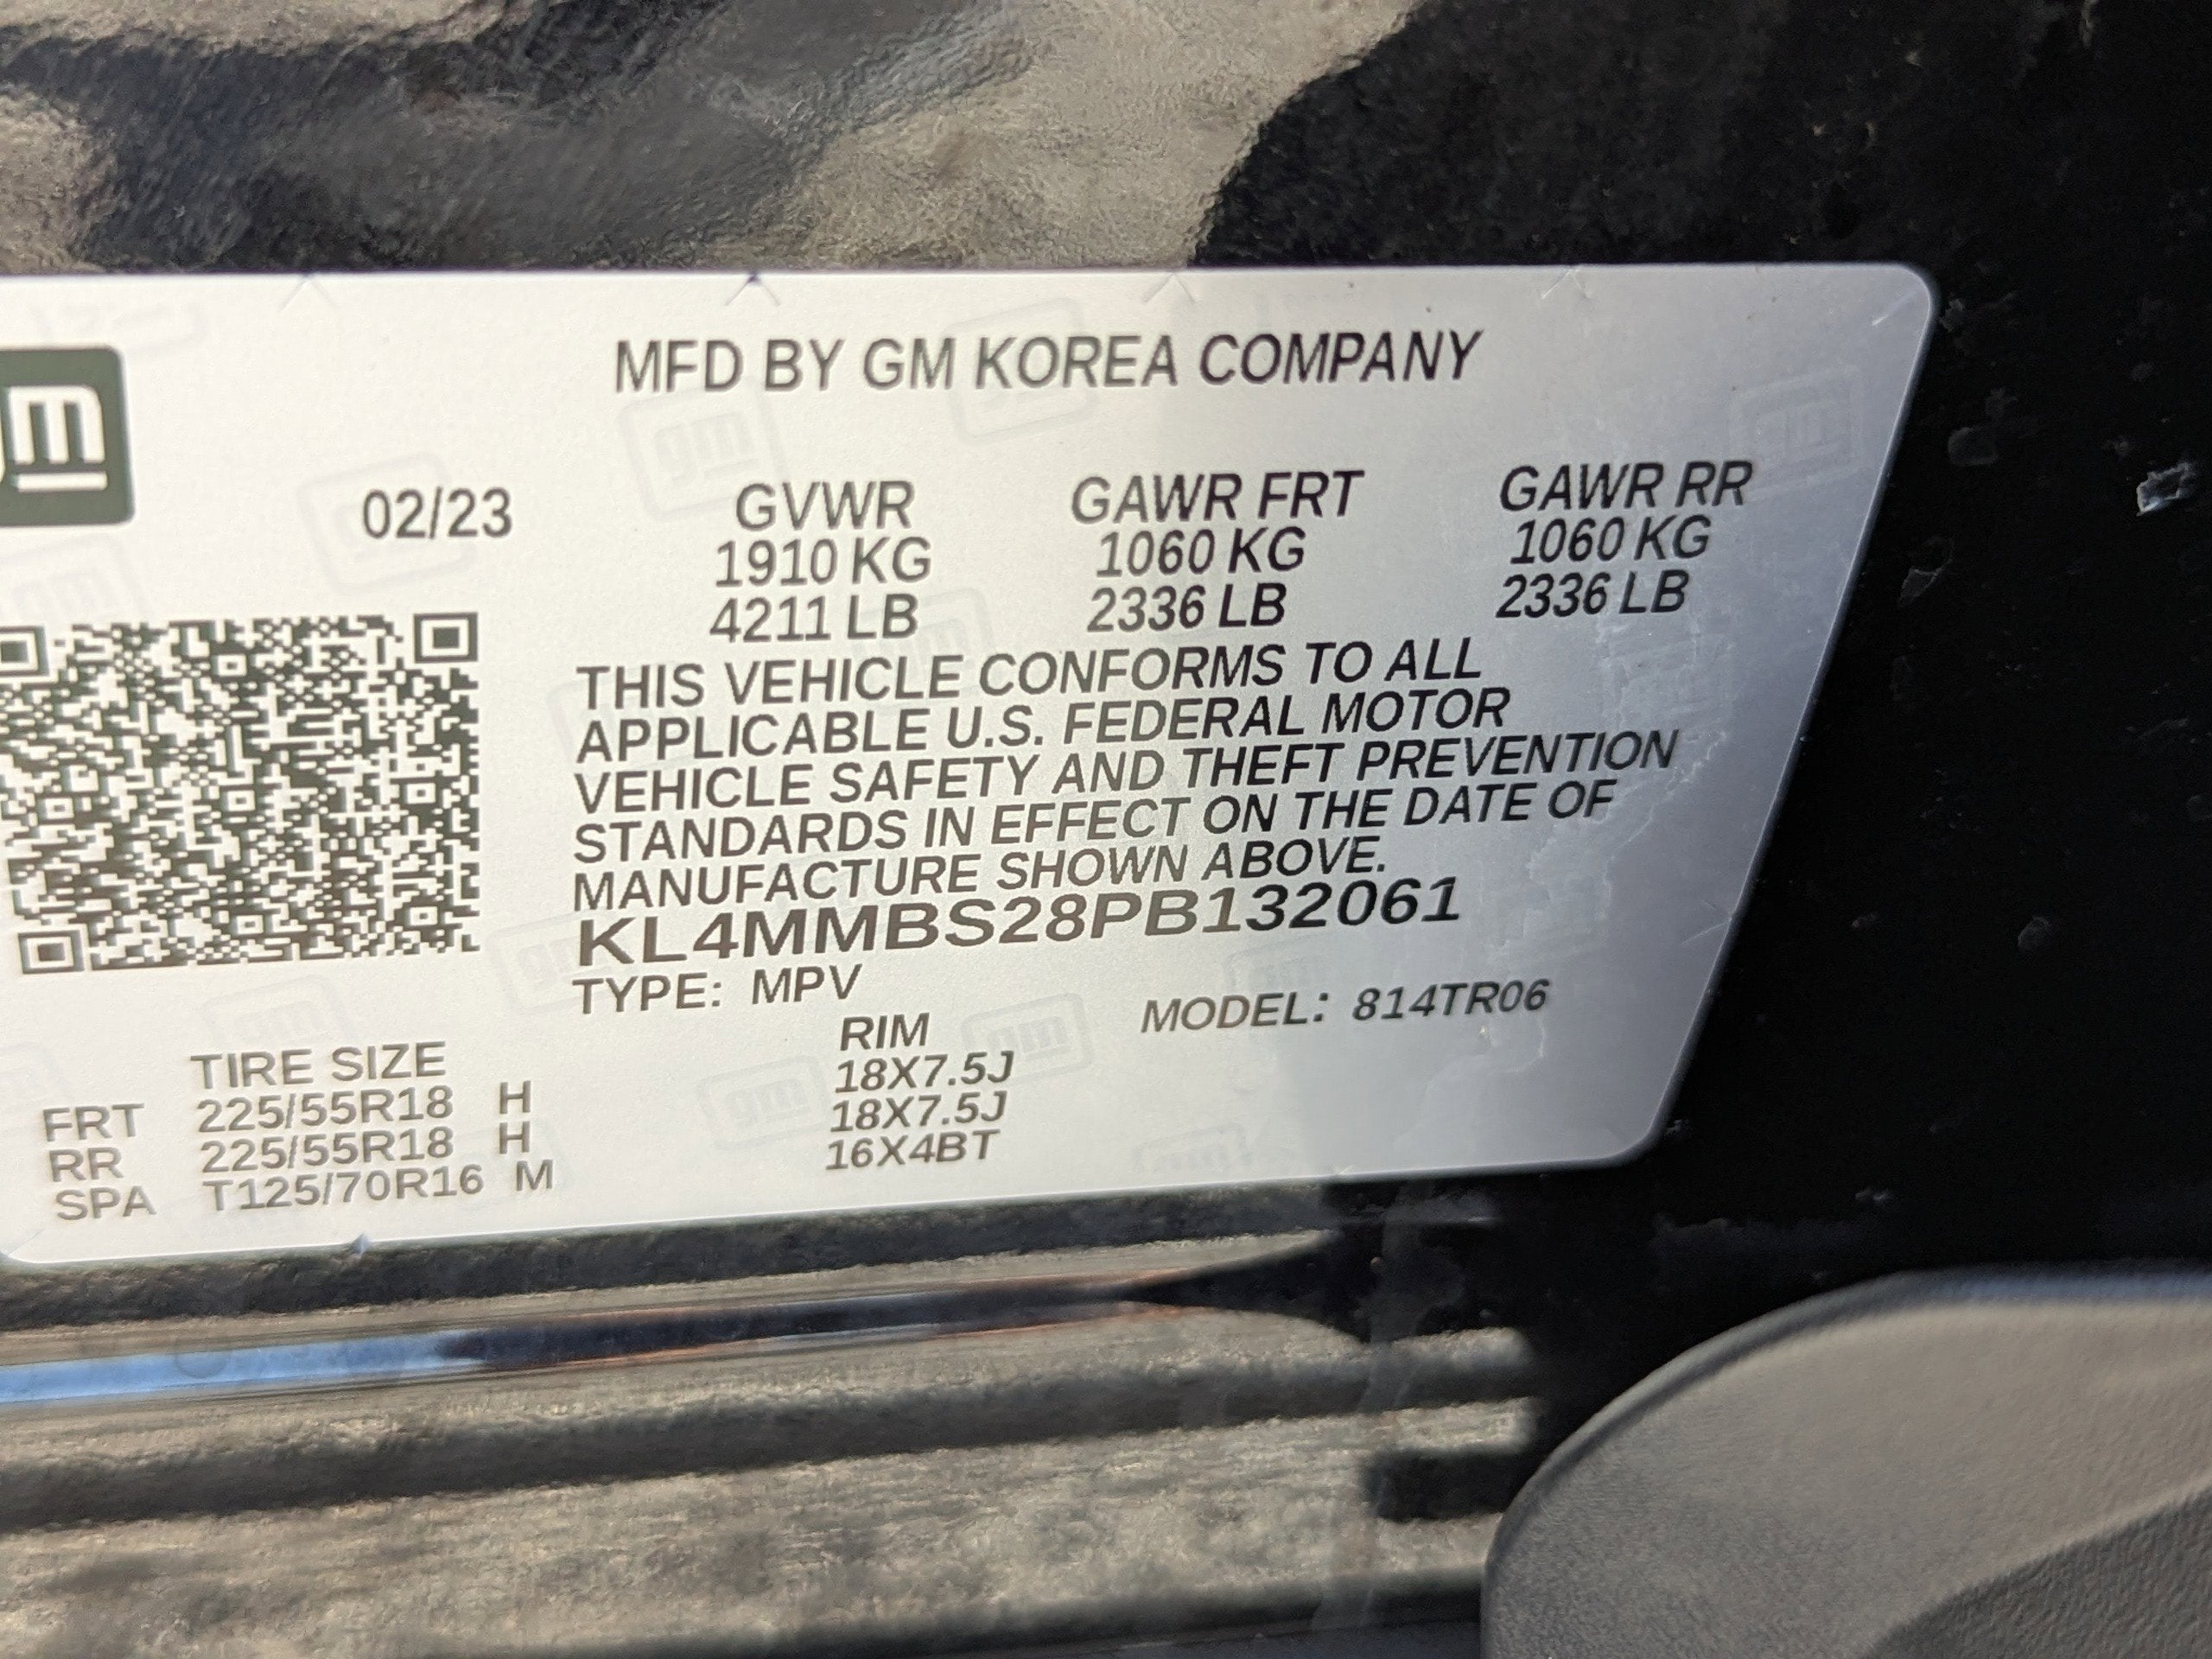 MFD BY GM KOREA COMPANY
02/23 GVWR GAWR FRT GAWR RR
1910 KG 1060 KG 1060 KG
4211 LB 2336 LB 2336 LB
THIS VEHICLE CONFORMS TO ALL
APPLICABLE U.S. FEDERAL MOTOR
VEHICLE SAFETY AND THEFT PREVENTION
STANDARDS IN EFFECT ON THE DATE OF
MANUFACTURE SHOWN ABOVE.
KL4MMBS28PB132061
TYPE: MPV MODEL: 814TR06
TIRE SIZE RIM
FRT 225/55R18 H 18X7.5J
RR 225/55R18 H 18X7.5J
SPA T125/70R16 M 16X4BT